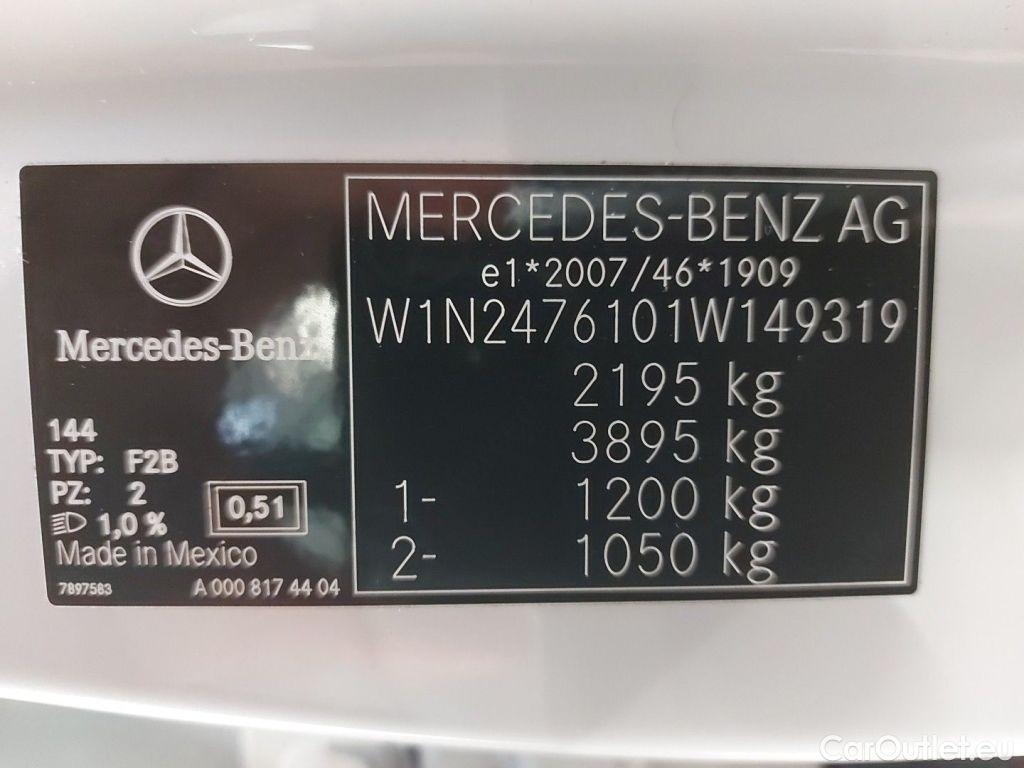 Mercedes-Benz
144
TYP: F2B
PZ: 2
1,0 %
0,51
Made in Mexico
7897583
A 000 817 44 04
MERCEDES-BENZ AG
e1*2007/46*1909
W1N2476101W149319
2195 kg
3895 kg
1- 1200 kg
2- 1050 kg
CarOutlet.eu